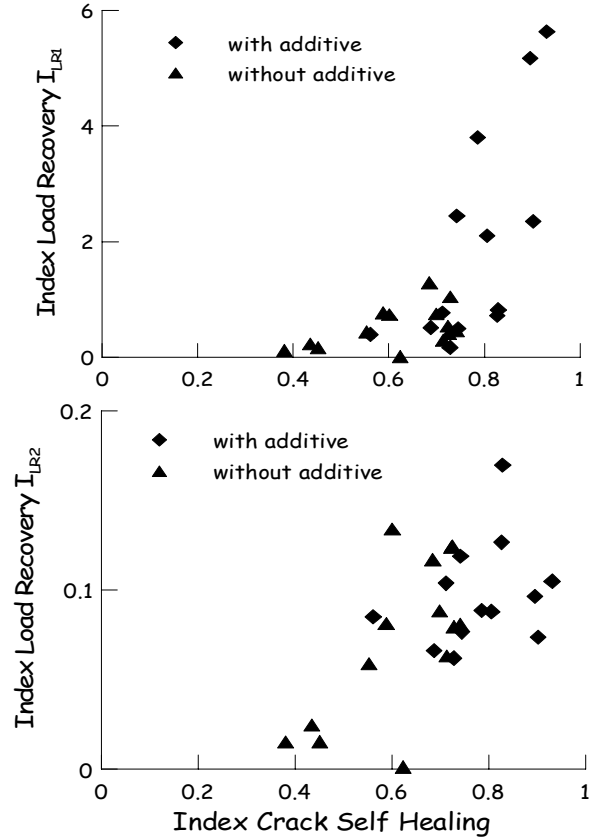 6
with additive
without additive
4
2
0
Index Load Recovery I_LR1
0 0.2 0.4 0.6 0.8 1
0.2
with additive
without additive
0.1
0
Index Load Recovery I_LR2
0 0.2 0.4 0.6 0.8 1
Index Crack Self Healing